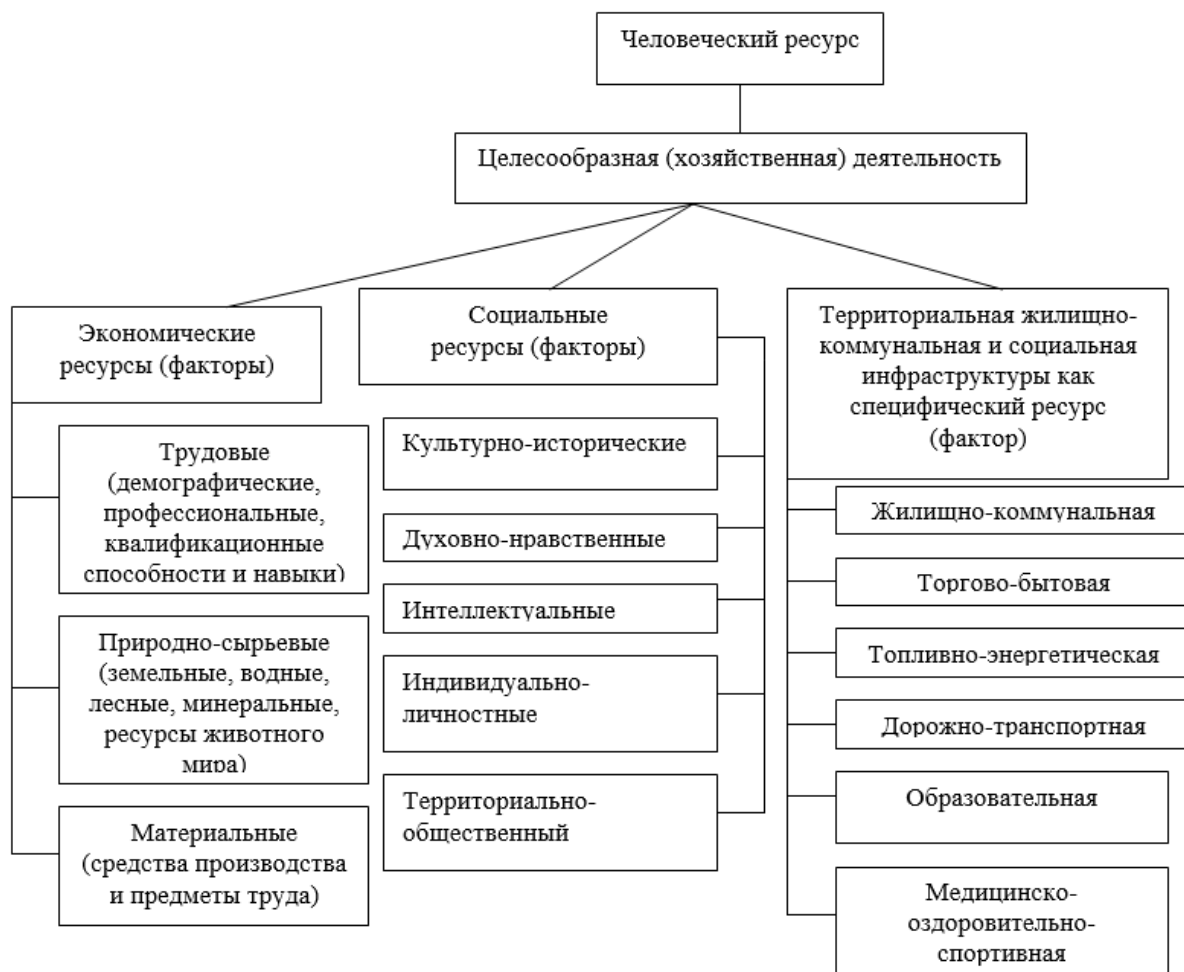 Человеческий ресурс
Целесообразная (хозяйственная) деятельность
Экономические
ресурсы (факторы)
Трудовые
(демографические,
профессиональные,
квалификационные
способности и навыки)
Природно-сырьевые
(земельные, водные,
лесные, минеральные,
ресурсы животного
мира)
Материальные
(средства производства
и предметы труда)
Социальные
ресурсы (факторы)
Культурно-исторические
Духовно-нравственные
Интеллектуальные
Индивидуально-
личностные
Территориально-
общественный
Территориальная жилищно-
коммунальная и социальная
инфраструктуры как
специфический ресурс
(фактор)
Жилищно-коммунальная
Торгово-бытовая
Топливно-энергетическая
Дорожно-транспортная
Образовательная
Медицинско-
оздоровительно-
спортивная